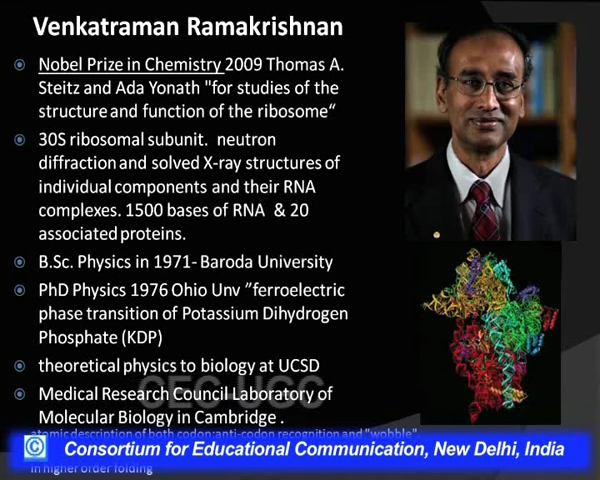 Venkatraman Ramakrishnan
Nobel Prize in Chemistry 2009 Thomas A.
Steitz and Ada Yonath "for studies of the
structure and function of the ribosome“
30S ribosomal subunit. neutron
diffraction and solved X-ray structures of
individual components and their RNA
complexes. 1500 bases of RNA & 20
associated proteins.
B.Sc. Physics in 1971- Baroda University
PhD Physics 1976 Ohio Unv ”ferroelectric
phase transition of Potassium Dihydrogen
Phosphate (KDP)
theoretical physics to biology at UCSD
Medical Research Council Laboratory of
Molecular Biology in Cambridge .
CEC-UGC
atomic description of both codon:anti-codon recognition and "wobble".
© Consortium for Educational Communication, New Delhi, India
in higher order folding